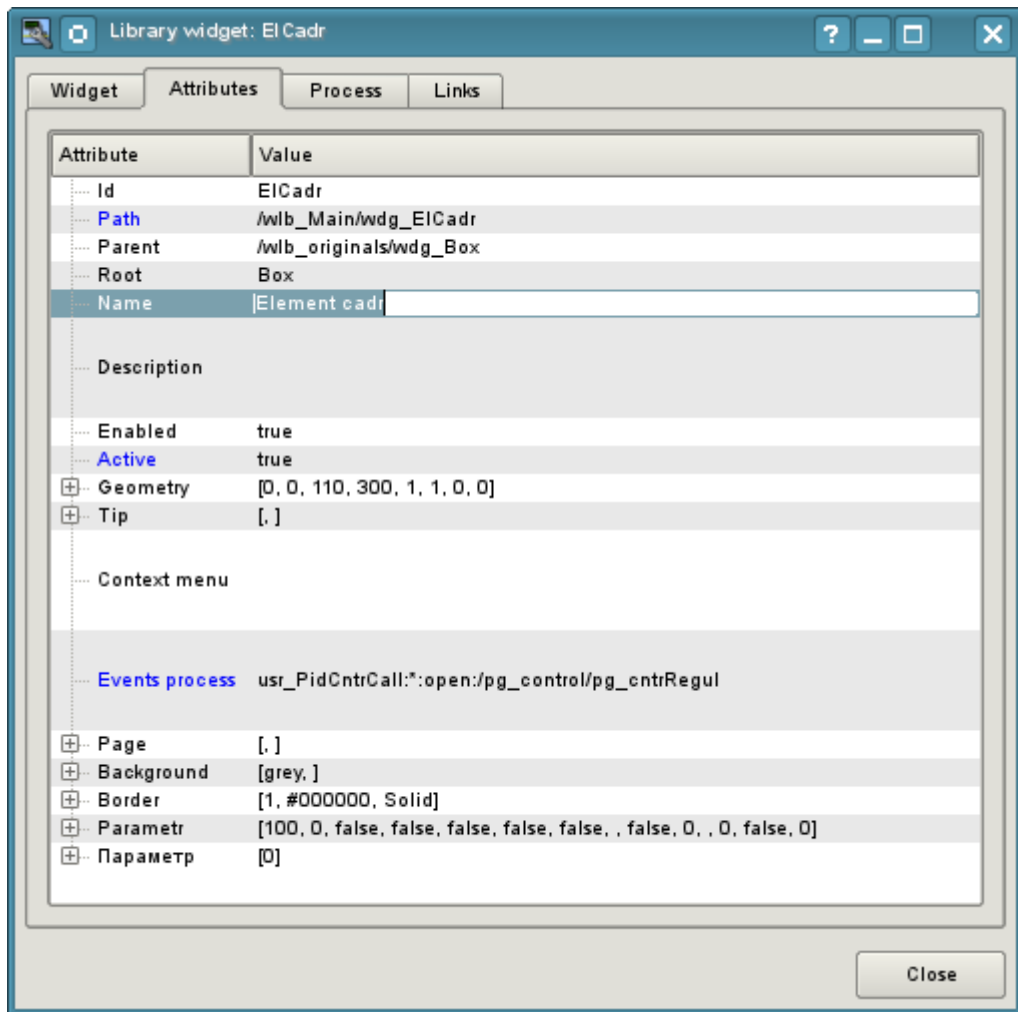 Library widget: ElCadr
Widget Attributes Process Links
Attribute Value
Id ElCadr
Path /wlb_Main/wdg_ElCadr
Parent /wlb_originals/wdg_Box
Root Box
Name Element cadr
Description
Enabled true
Active true
Geometry [0, 0, 110, 300, 1, 1, 0, 0]
Tip [, ]
Context menu
Events process usr_PidCntrCall:*:open:/pg_control/pg_cntrRegul
Page [, ]
Background [grey, ]
Border [1, #000000, Solid]
Parametr [100, 0, false, false, false, false, false, , false, 0, , 0, false, 0]
Параметр [0]
Close